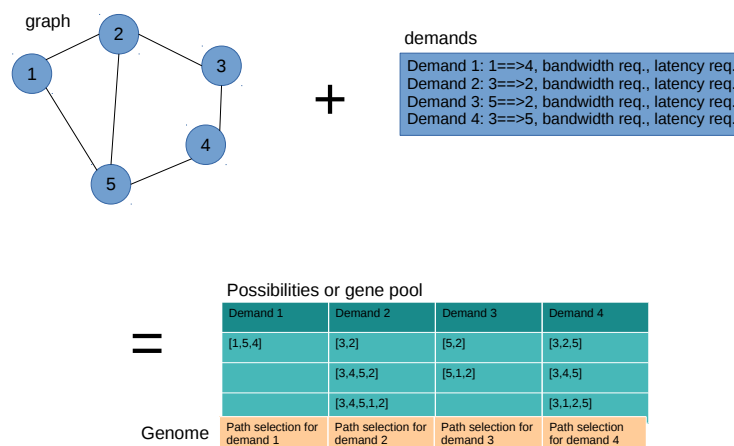 graph
2
1
3
4
5
+
demands
Demand 1: 1==>4, bandwidth req., latency req.
Demand 2: 3==>2, bandwidth req., latency req.
Demand 3: 5==>2, bandwidth req., latency req.
Demand 4: 3==>5, bandwidth req., latency req.
=
Possibilities or gene pool
Demand 1 Demand 2 Demand 3 Demand 4
[1,5,4] [3,2] [5,2] [3,2,5]
[3,4,5,2] [5,1,2] [3,4,5]
[3,4,5,1,2] [3,1,2,5]
Genome Path selection for Path selection for Path selection for Path selection
demand 1 demand 2 demand 3 for demand 4